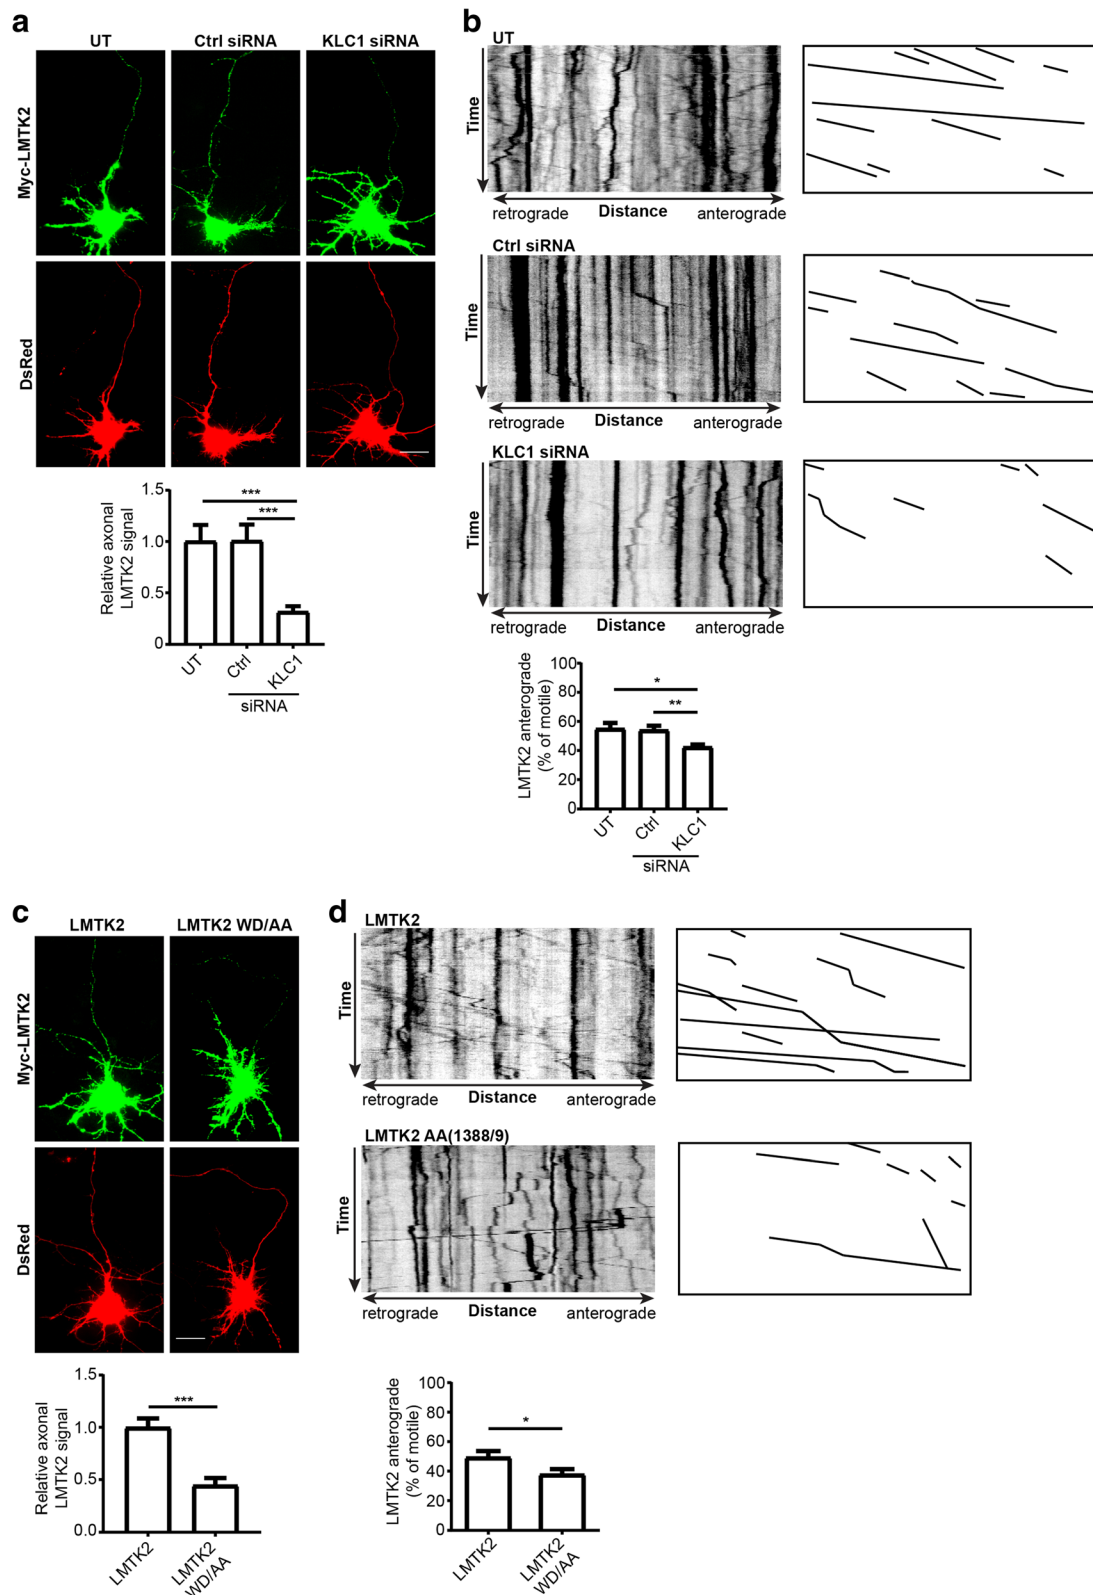 a
UT
Ctrl siRNA
KLC1 siRNA
Myc-LMTK2
DsRed
Relative axonal
LMTK2 signal
1.5
1.0
0.5
0
***
***
UT
Ctrl
KLC1
siRNA
b
UT
Time
retrograde
Distance
anterograde
Ctrl siRNA
Time
retrograde
Distance
anterograde
KLC1 siRNA
Time
retrograde
Distance
anterograde
LMTK2 anterograde
(% of motile)
100
80
60
40
20
0
*
**
UT
Ctrl
KLC1
siRNA
c
LMTK2
LMTK2 WD/AA
Myc-LMTK2
DsRed
Relative axonal
LMTK2 signal
1.5
1.0
0.5
0.0
***
LMTK2
LMTK2
WD/AA
d
LMTK2
Time
retrograde
Distance
anterograde
LMTK2 AA(1388/9)
Time
retrograde
Distance
anterograde
LMTK2 anterograde
(% of motile)
100
80
60
40
20
0
*
LMTK2
LMTK2
WD/AA